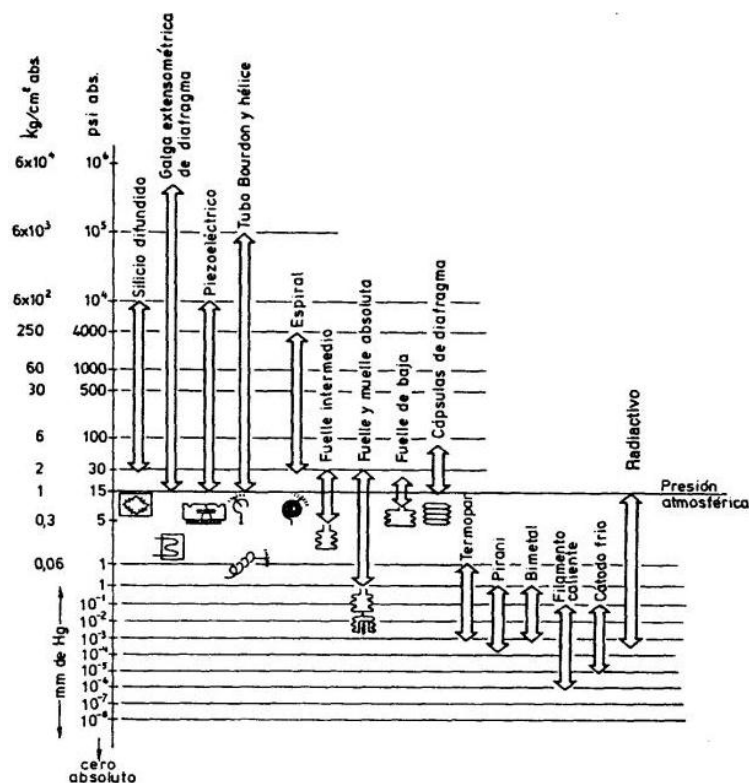 kg/cm² abs.
psi abs.
Galga extensométrica
de diafragma
Tubo Bourdon y hélice
Silicio difundido
Piezoeléctrico
Espiral
Fuelle intermedio
Fuelle y muelle absoluta
Fuelle de baja
Cápsulas de diafragma
Radiactivo
6x10⁴ 10⁶
6x10³ 10⁵
6x10² 10⁴
250 4000
60 1000
30 500
6 100
2 30
1 15
Presión
atmosférica
0,3 5
0,06 1
Termopar
Pirani
Bimetal
Filamento
caliente
Cátodo frío
mm de Hg
1
10⁻¹
10⁻²
10⁻³
10⁻⁴
10⁻⁵
10⁻⁶
10⁻⁷
10⁻⁸
cero
absoluto